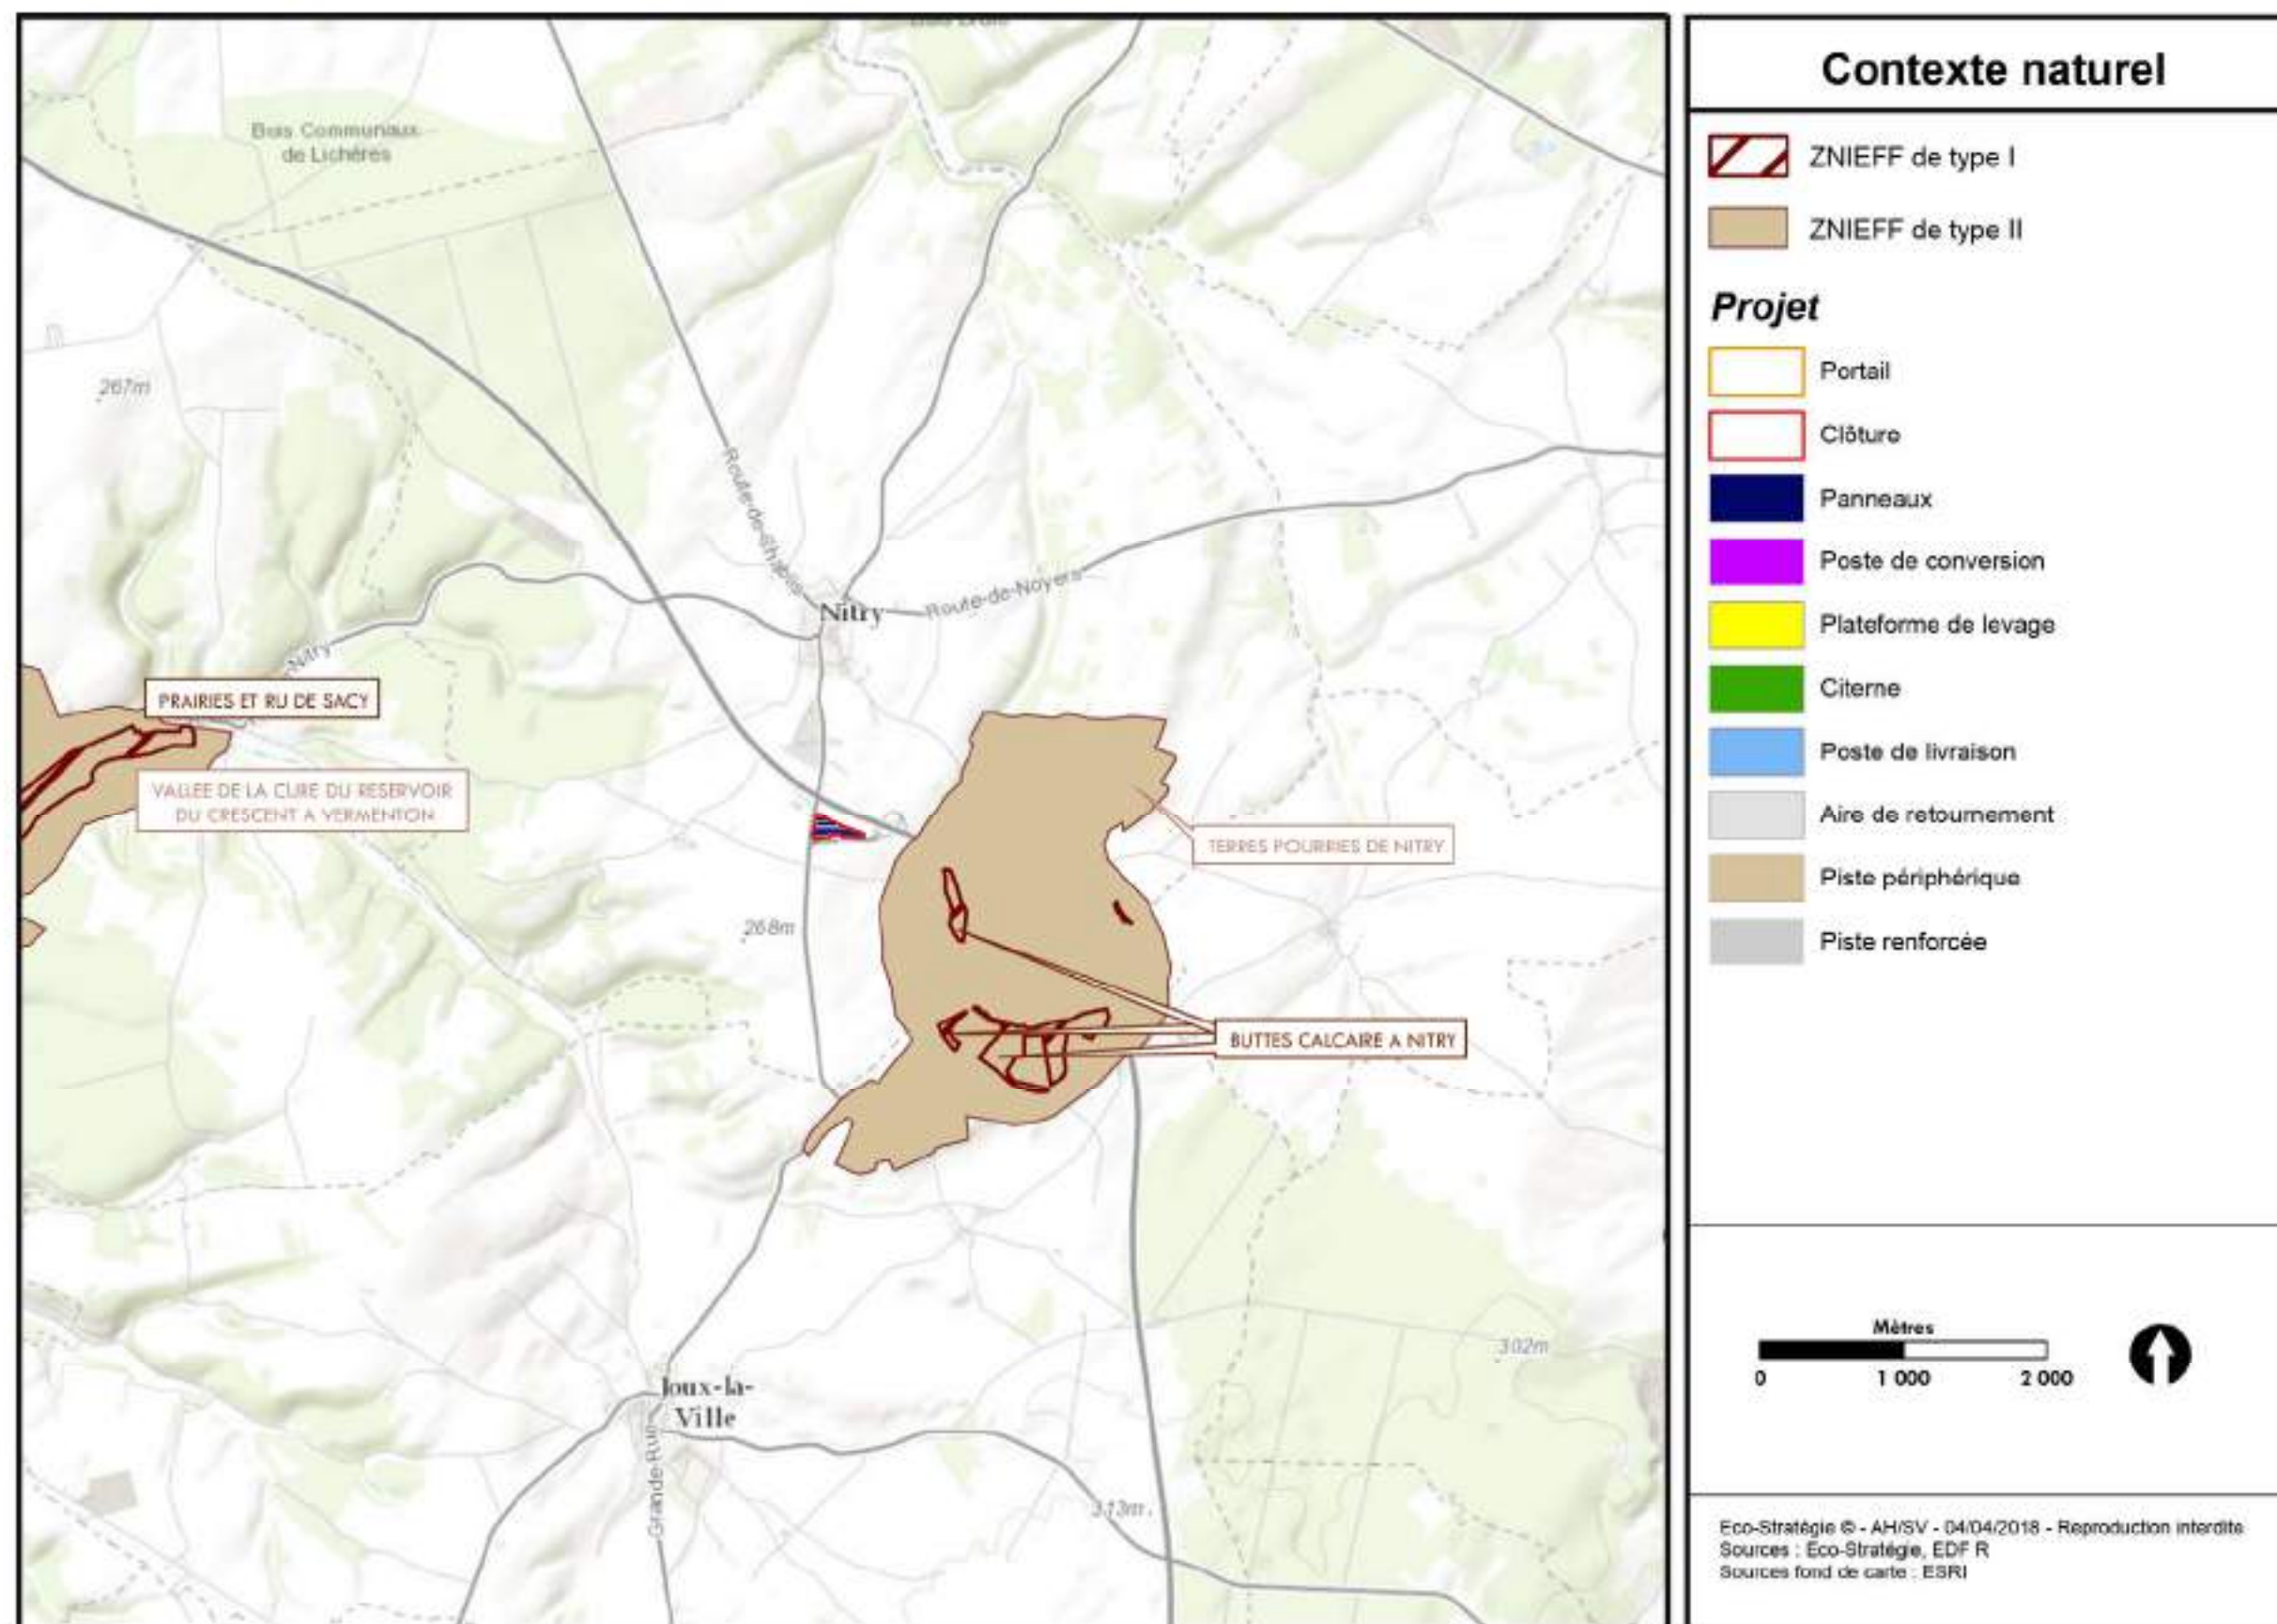 Bois Communaux
de Lichères
267m
Route-de-Chablis
Nitry
Route-de-Noyers
Nitry
PRAIRIES ET RU DE SACY
VALLEE DE LA CURE DU RESERVOIR
DU CRESCENT A VERMENTON
TERRES POURRIES DE NITRY
268m
BUTTES CALCAIRE A NITRY
302m
Joux-la-
Ville
Grande Rue
313m
Contexte naturel
ZNIEFF de type I
ZNIEFF de type II
Projet
Portail
Clôture
Panneaux
Poste de conversion
Plateforme de levage
Citerne
Poste de livraison
Aire de retournement
Piste périphérique
Piste renforcée
Mètres
0 1 000 2 000
Eco-Stratégie © - AH/SV - 04/04/2018 - Reproduction interdite
Sources : Eco-Stratégie, EDF R
Sources fond de carte : ESRI